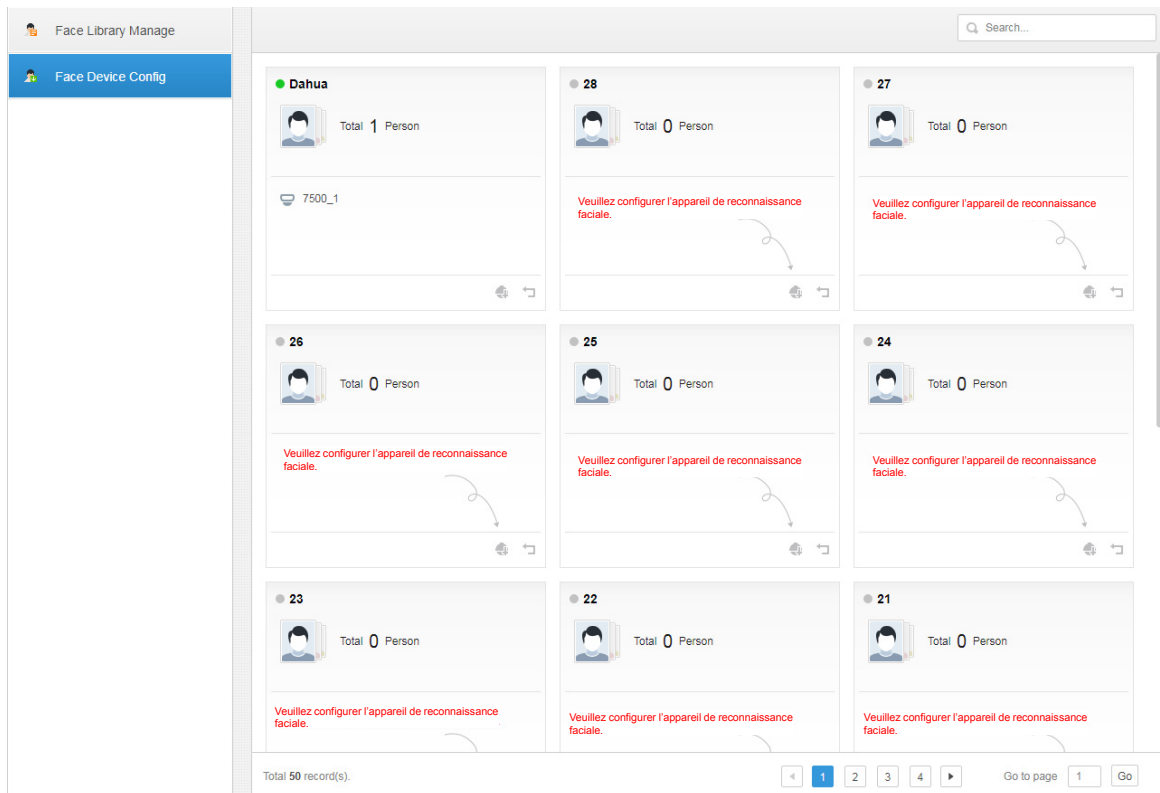 Face Library Manage
Search...
Face Device Config
Dahua
Total 1 Person
7500_1
28
Total 0 Person
Veuillez configurer l'appareil de reconnaissance
faciale.
27
Total 0 Person
Veuillez configurer l'appareil de reconnaissance
faciale.
26
Total 0 Person
Veuillez configurer l'appareil de reconnaissance
faciale.
25
Total 0 Person
Veuillez configurer l'appareil de reconnaissance
faciale.
24
Total 0 Person
Veuillez configurer l'appareil de reconnaissance
faciale.
23
Total 0 Person
Veuillez configurer l'appareil de reconnaissance
faciale.
22
Total 0 Person
Veuillez configurer l'appareil de reconnaissance
faciale.
21
Total 0 Person
Veuillez configurer l'appareil de reconnaissance
faciale.
Total 50 record(s).
1 2 3 4
Go to page 1 Go